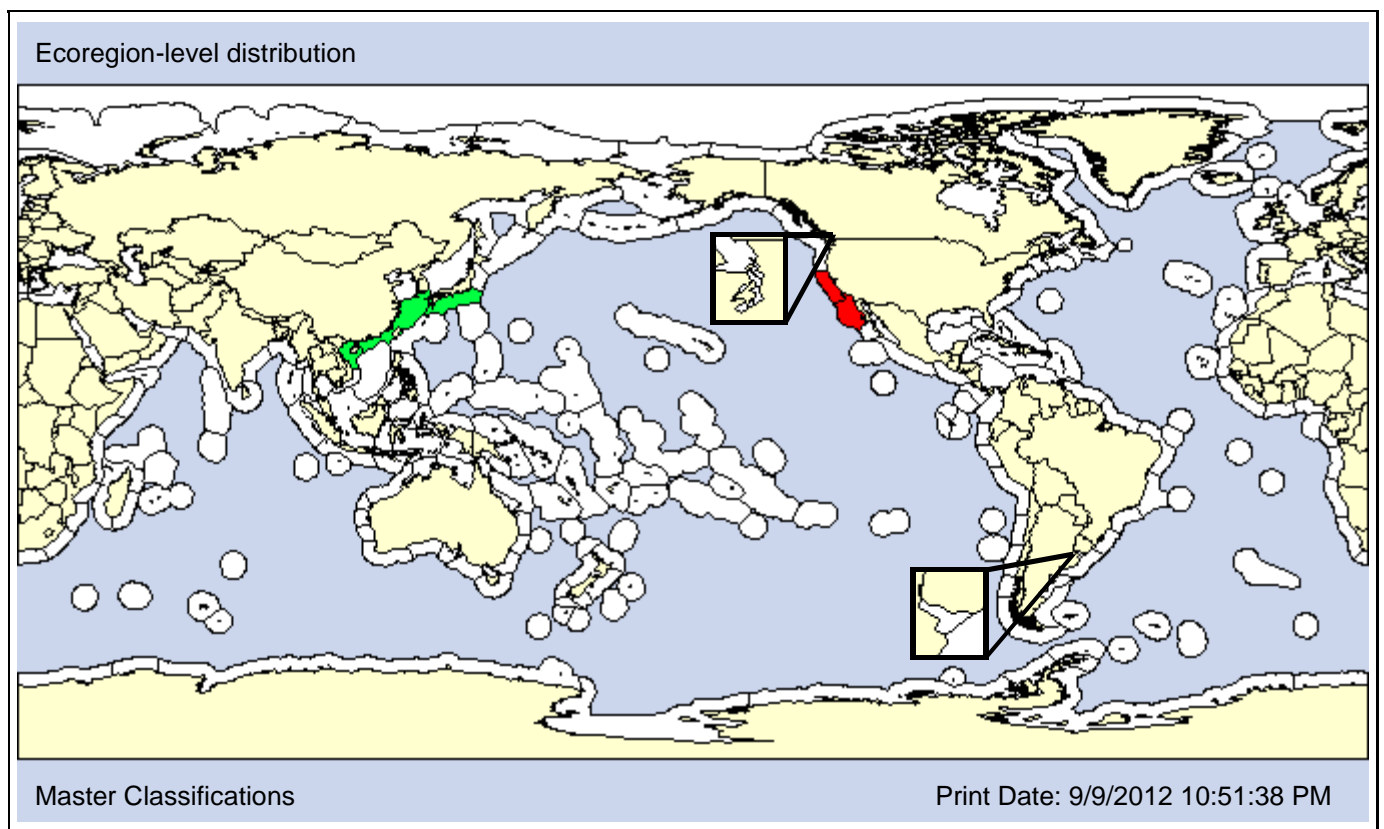 Ecoregion-level distribution
Master Classifications
Print Date: 9/9/2012 10:51:38 PM